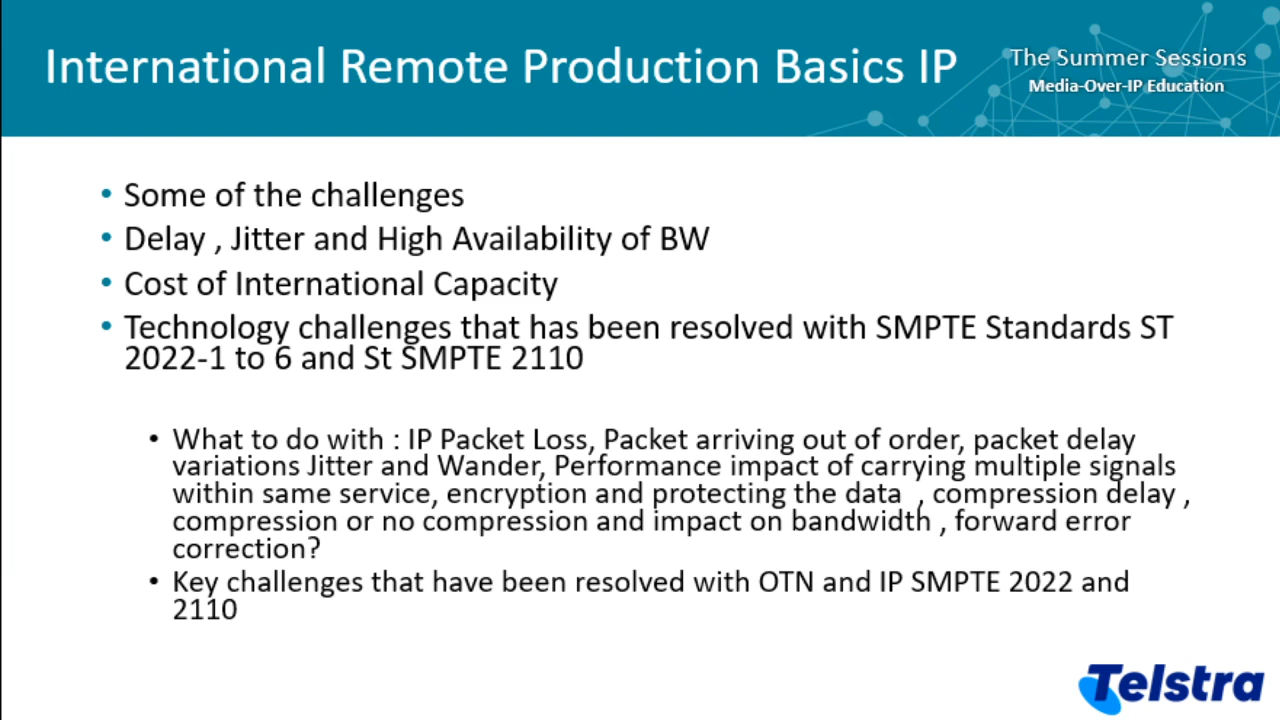 International Remote Production Basics IP
The Summer Sessions
Media-Over-IP Education
• Some of the challenges
• Delay , Jitter and High Availability of BW
• Cost of International Capacity
• Technology challenges that has been resolved with SMPTE Standards ST
2022-1 to 6 and St SMPTE 2110
• What to do with : IP Packet Loss, Packet arriving out of order, packet delay
variations Jitter and Wander, Performance impact of carrying multiple signals
within same service, encryption and protecting the data , compression delay ,
compression or no compression and impact on bandwidth , forward error
correction?
• Key challenges that have been resolved with OTN and IP SMPTE 2022 and
2110
Telstra